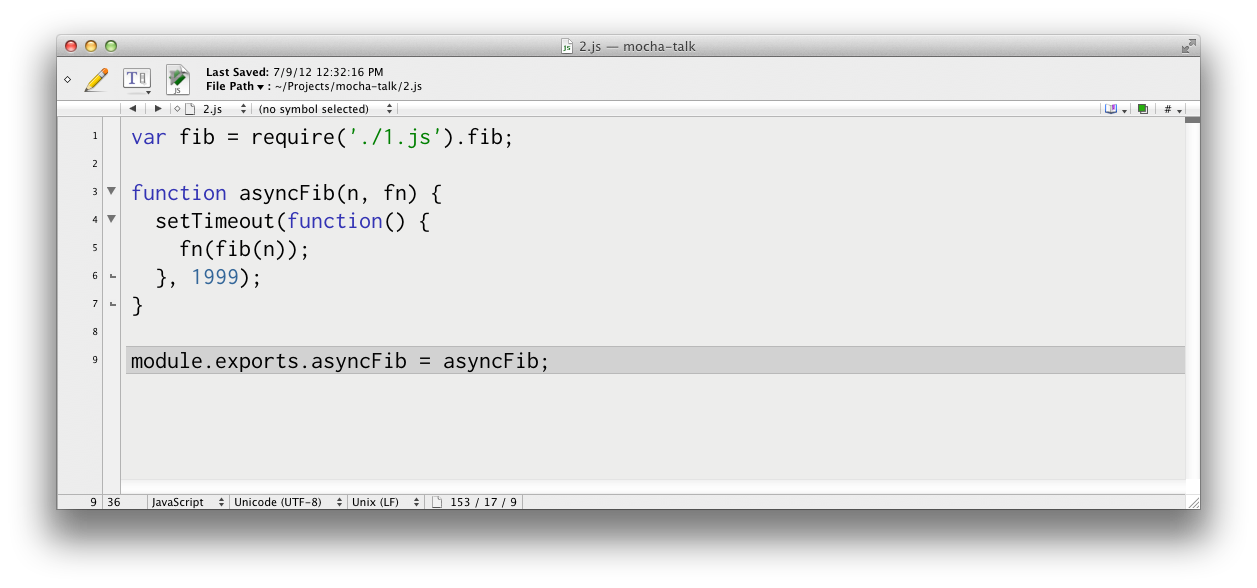 2.js — mocha-talk
Last Saved: 7/9/12 12:32:16 PM
File Path ▾ : ~/Projects/mocha-talk/2.js
T
JS
2.js (no symbol selected) #
1 var fib = require('./1.js').fib;
2
3 function asyncFib(n, fn) {
4   setTimeout(function() {
5     fn(fib(n));
6   }, 1999);
7 }
8
9 module.exports.asyncFib = asyncFib;
9 36 JavaScript Unicode (UTF-8) Unix (LF) 153 / 17 / 9